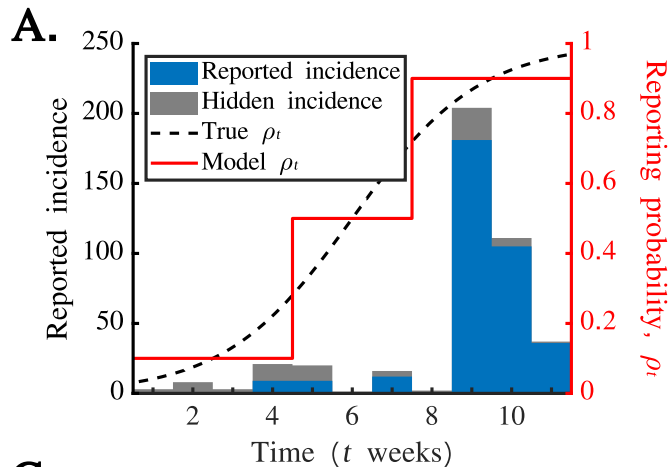 A.
250
200
150
100
50
0
Reported incidence
Reported incidence
Hidden incidence
True ρt
Model ρt
1
0.8
0.6
0.4
0.2
0
Reporting probability, ρt
2
4
6
8
10
Time (t weeks)